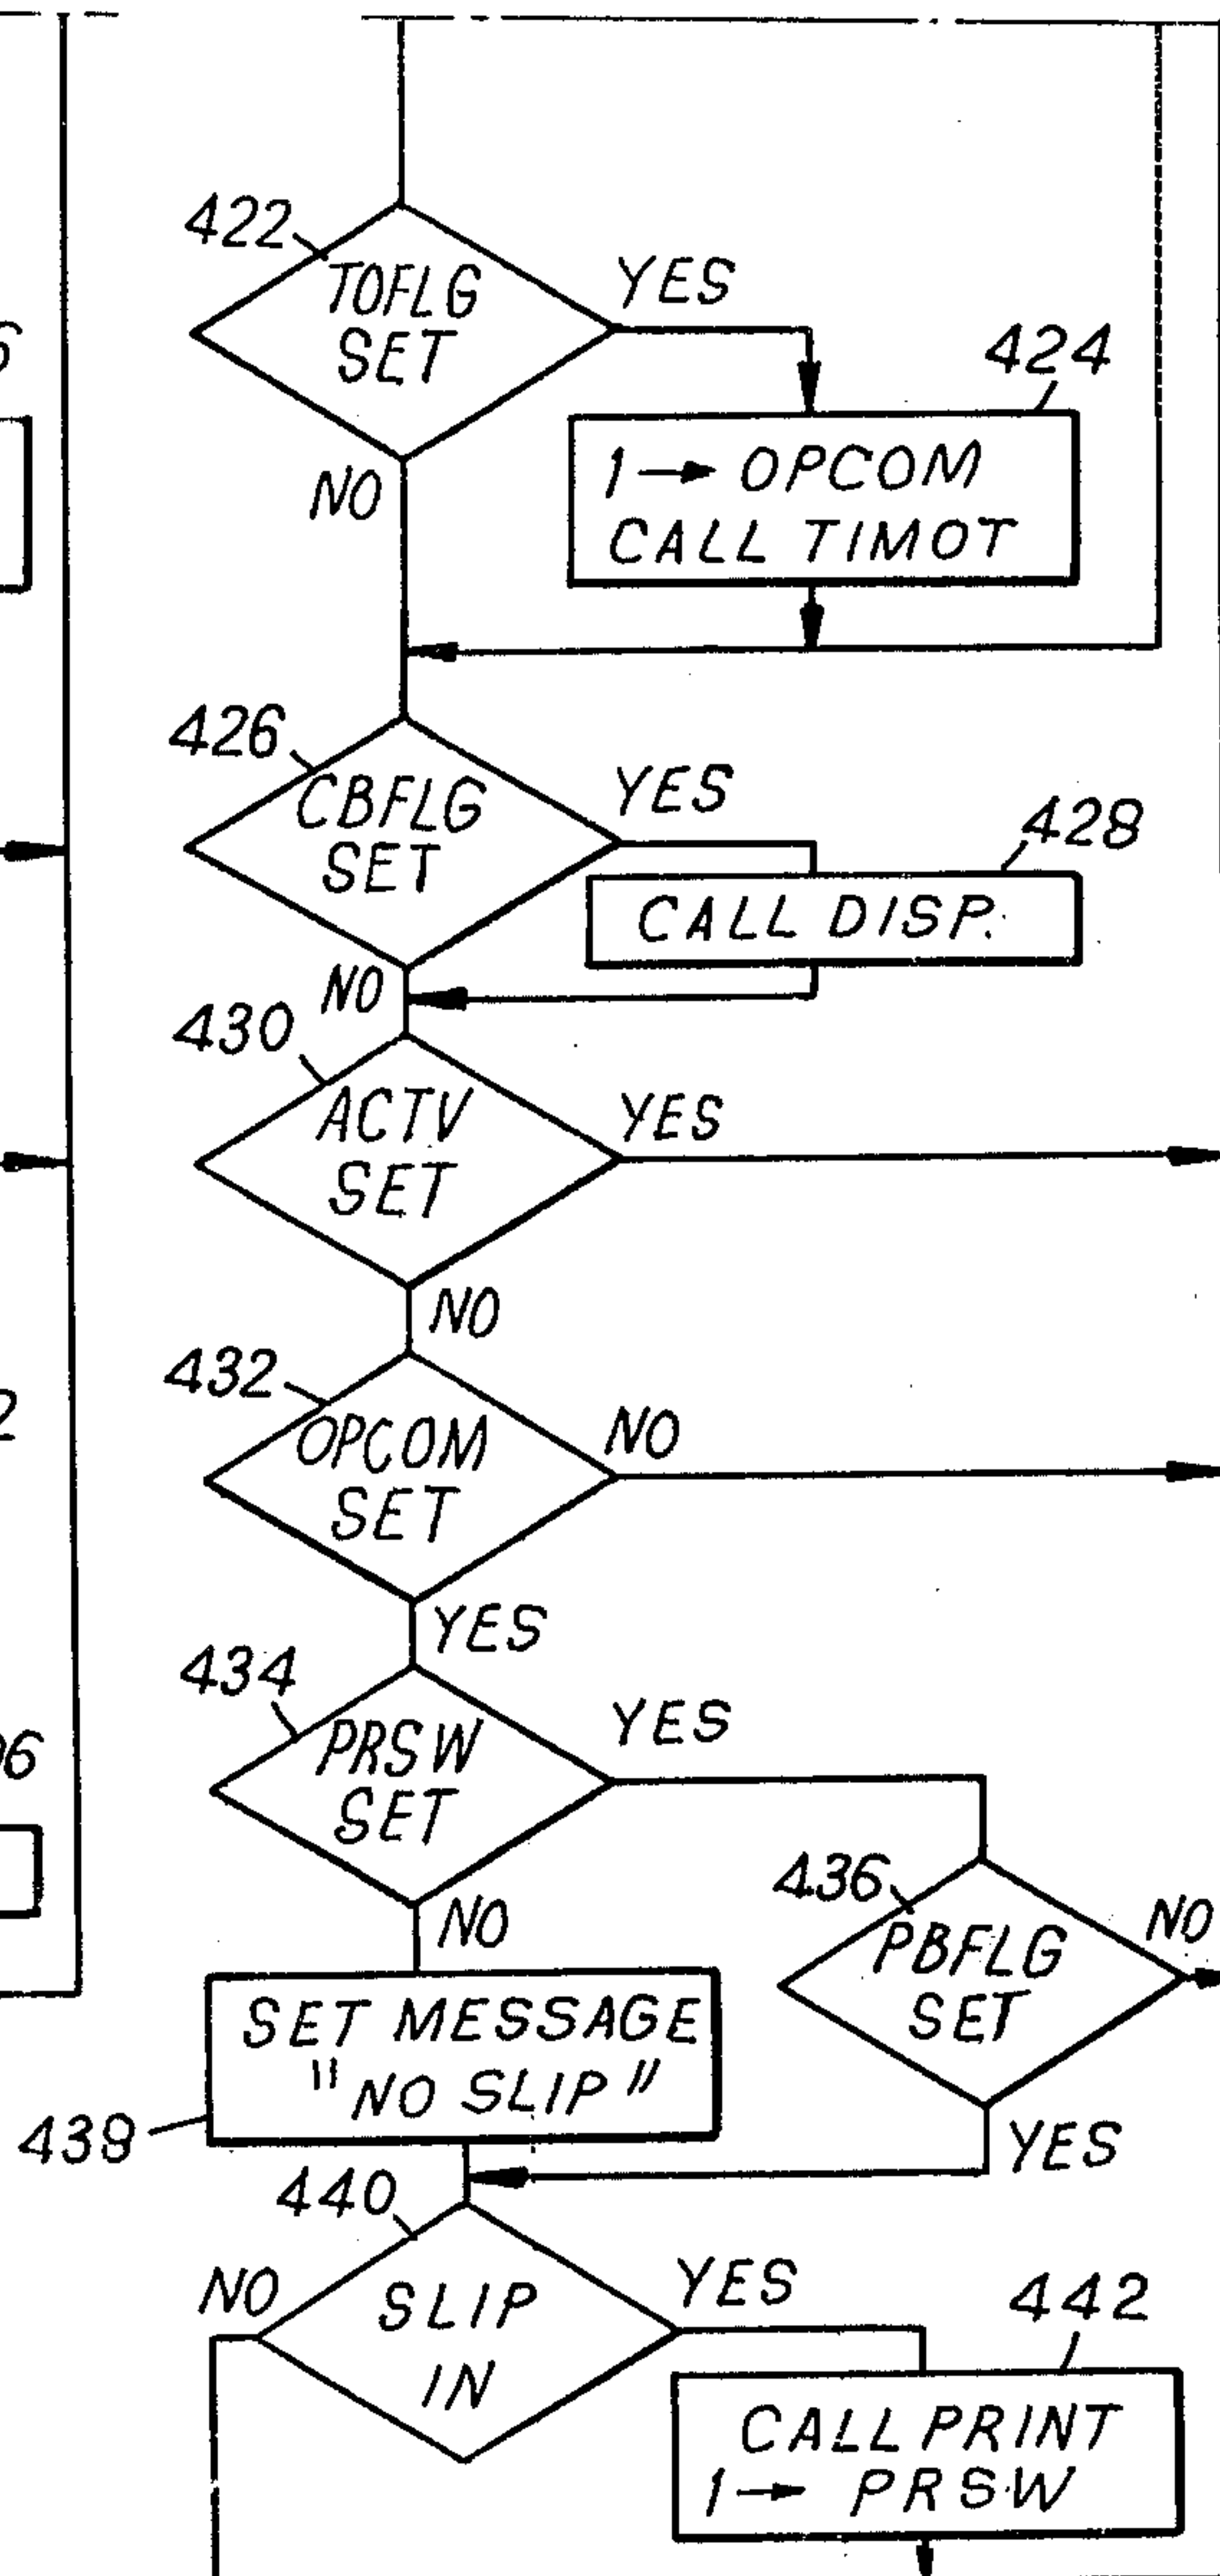 422
TOFLG
SET
YES
NO
424
1 → OPCOM
CALL TIMOT
426
CBFLG
SET
YES
NO
428
CALL DISP.
430
ACTV
SET
YES
NO
432
OPCOM
SET
NO
YES
434
PRSW
SET
YES
NO
436
PBFLG
SET
NO
YES
SET MESSAGE
"NO SLIP"
439
440
SLIP
IN
NO
YES
442
CALL PRINT
1 → PRSW